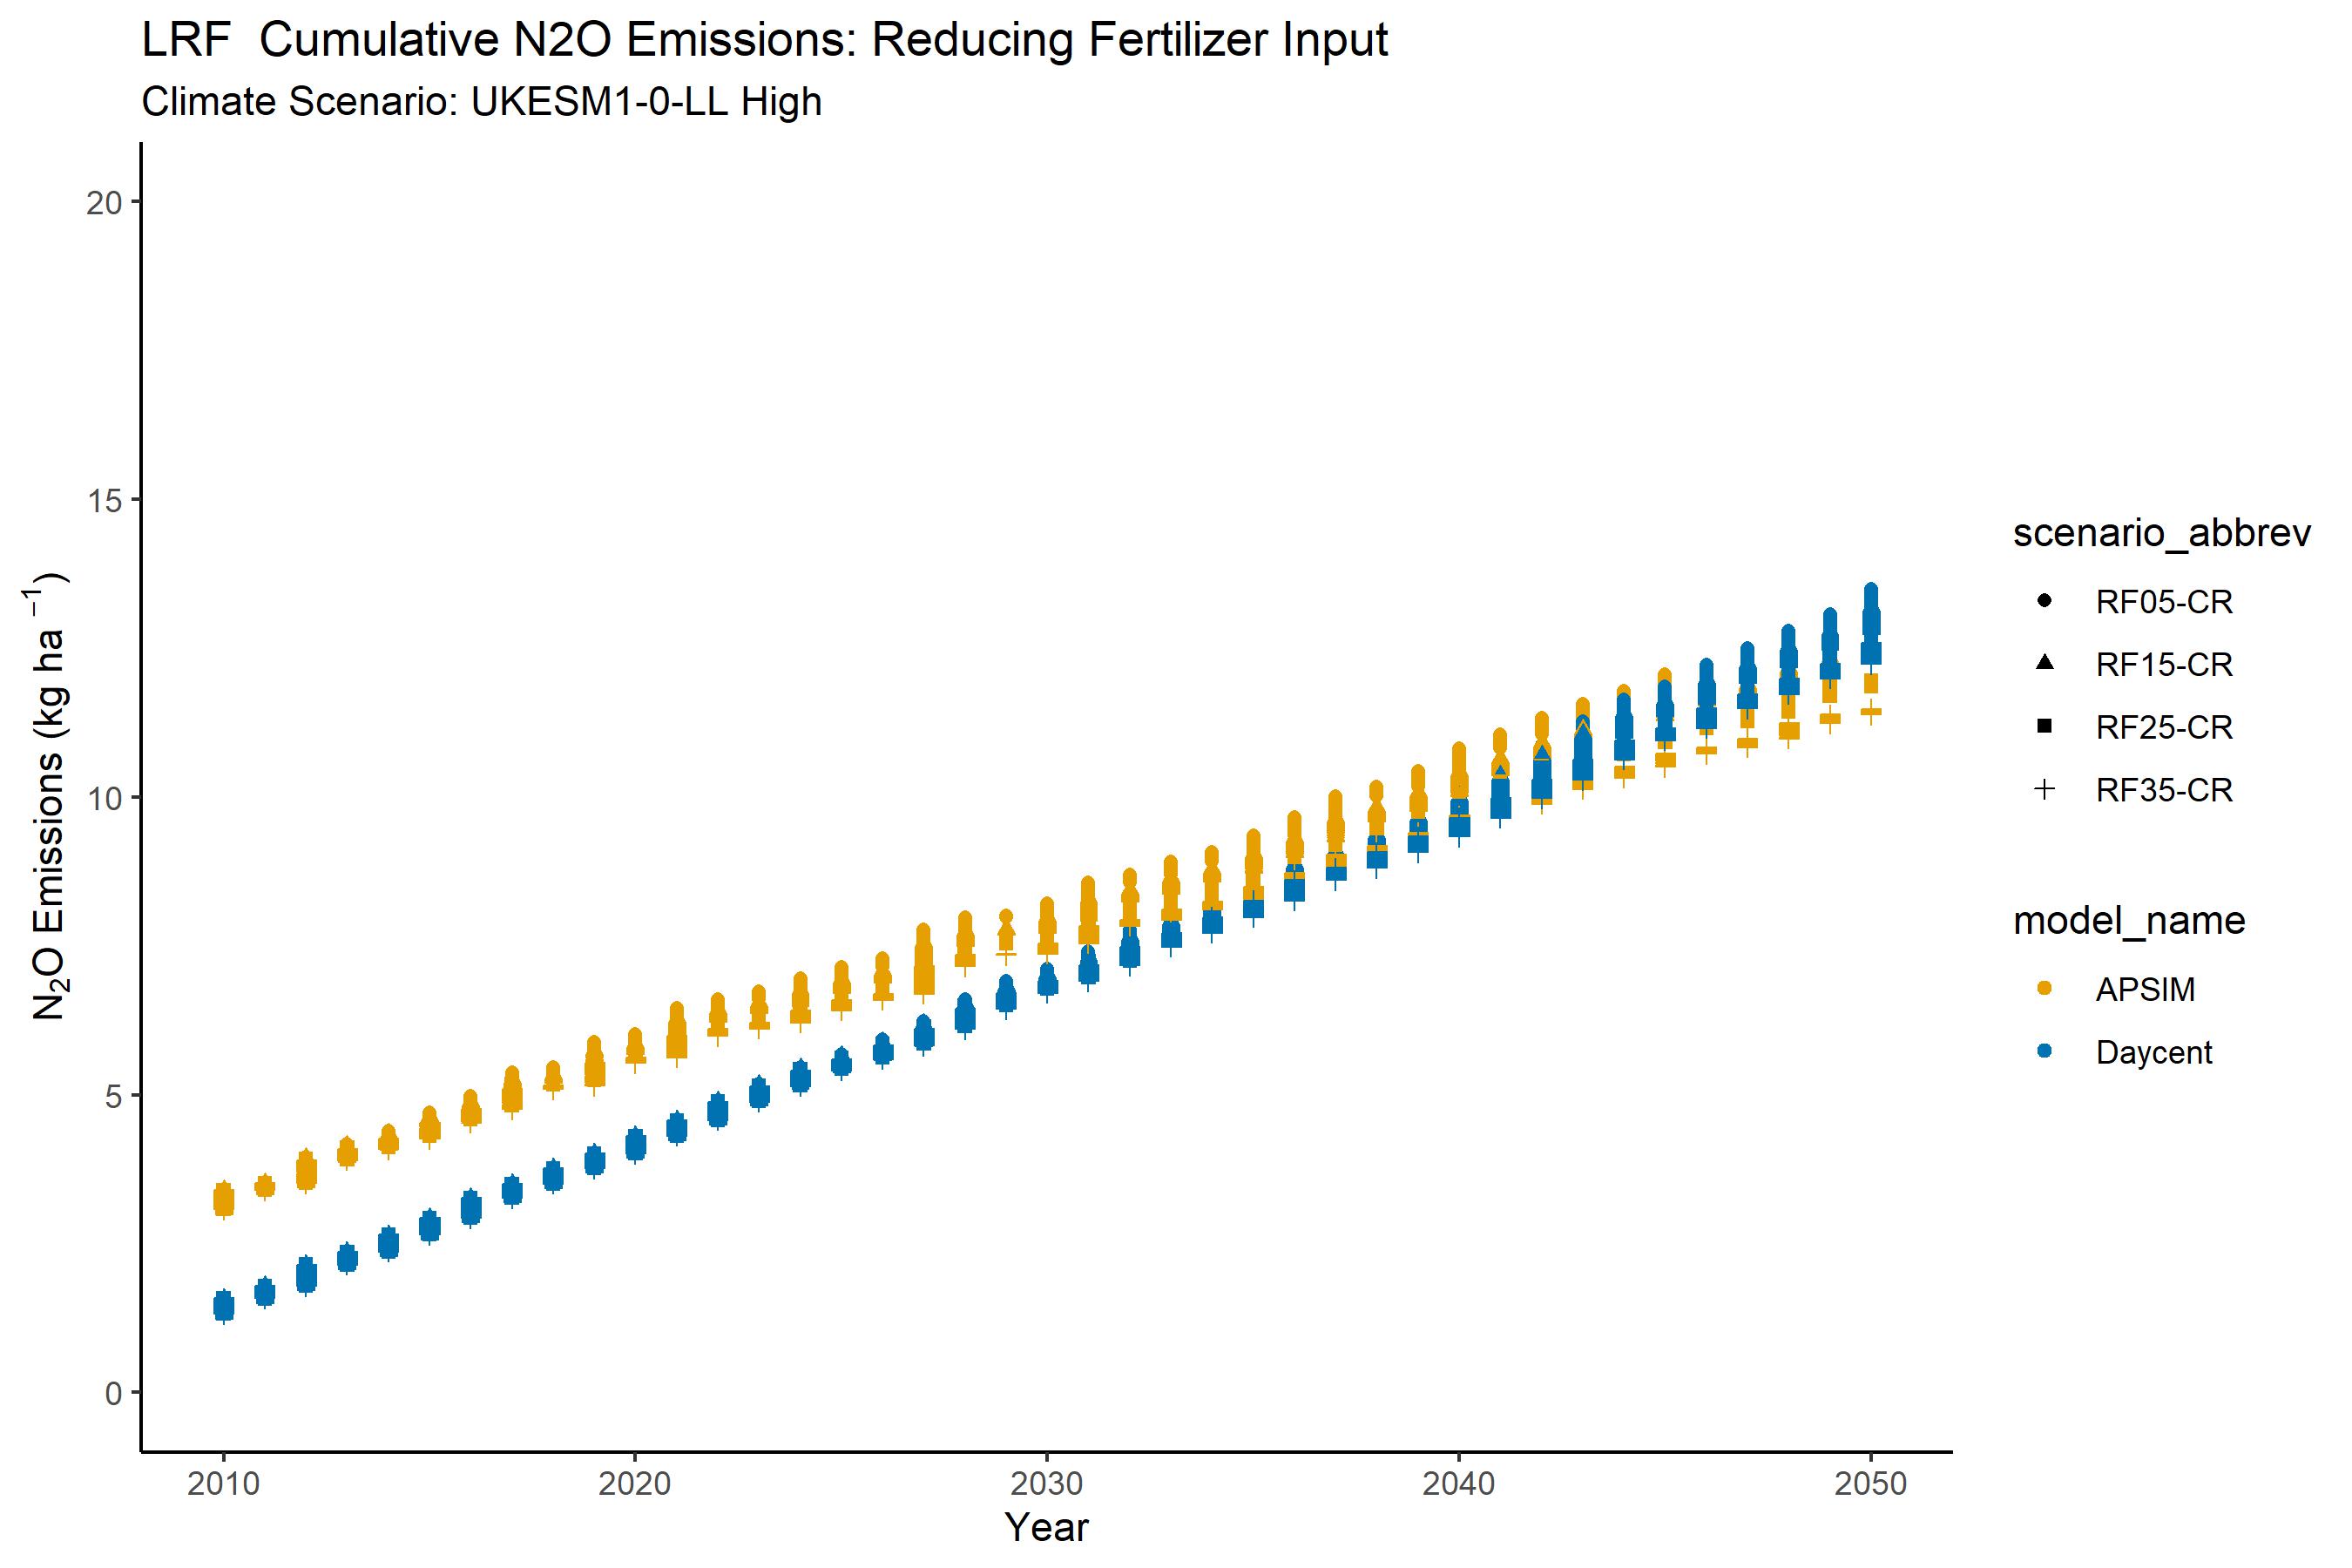 LRF  Cumulative N2O Emissions: Reducing Fertilizer Input
Climate Scenario: UKESM1-0-LL High
N₂O Emissions (kg ha ⁻¹)
20
15
10
5
0
2010
2020
2030
2040
2050
Year
scenario_abbrev
RF05-CR
RF15-CR
RF25-CR
RF35-CR
model_name
APSIM
Daycent